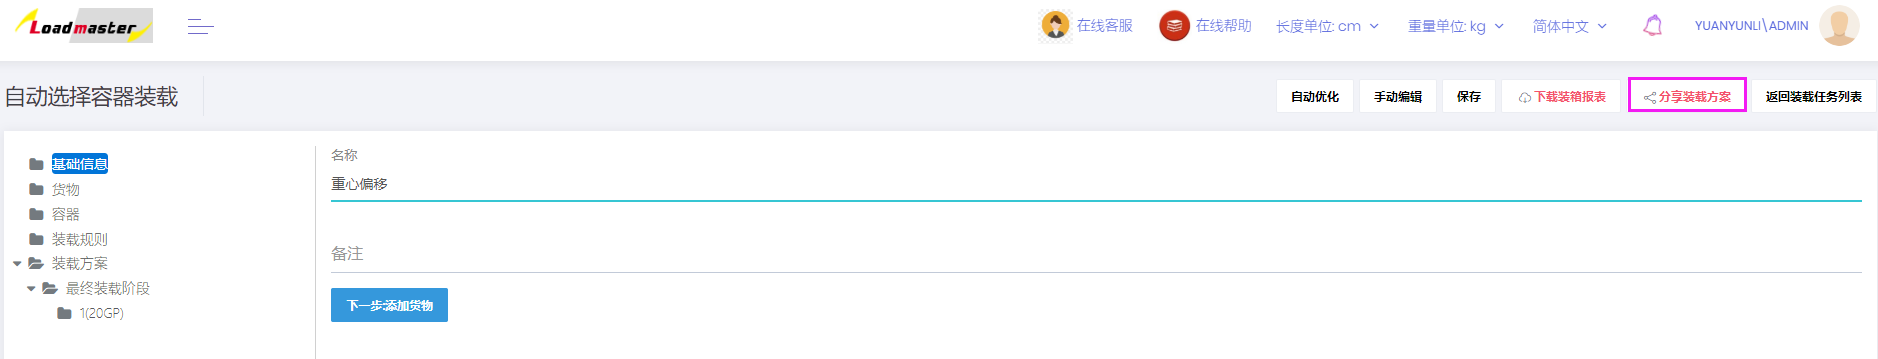 Loadmaster
在线客服 在线帮助 长度单位: cm 重量单位: kg 简体中文 YUANYUNLI\ADMIN
自动选择容器装载
自动优化 手动编辑 保存 下载装箱报表 分享装载方案 返回装载任务列表
基础信息
货物
容器
装载规则
装载方案
最终装载阶段
1(20GP)
名称
重心偏移
备注
下一步:添加货物